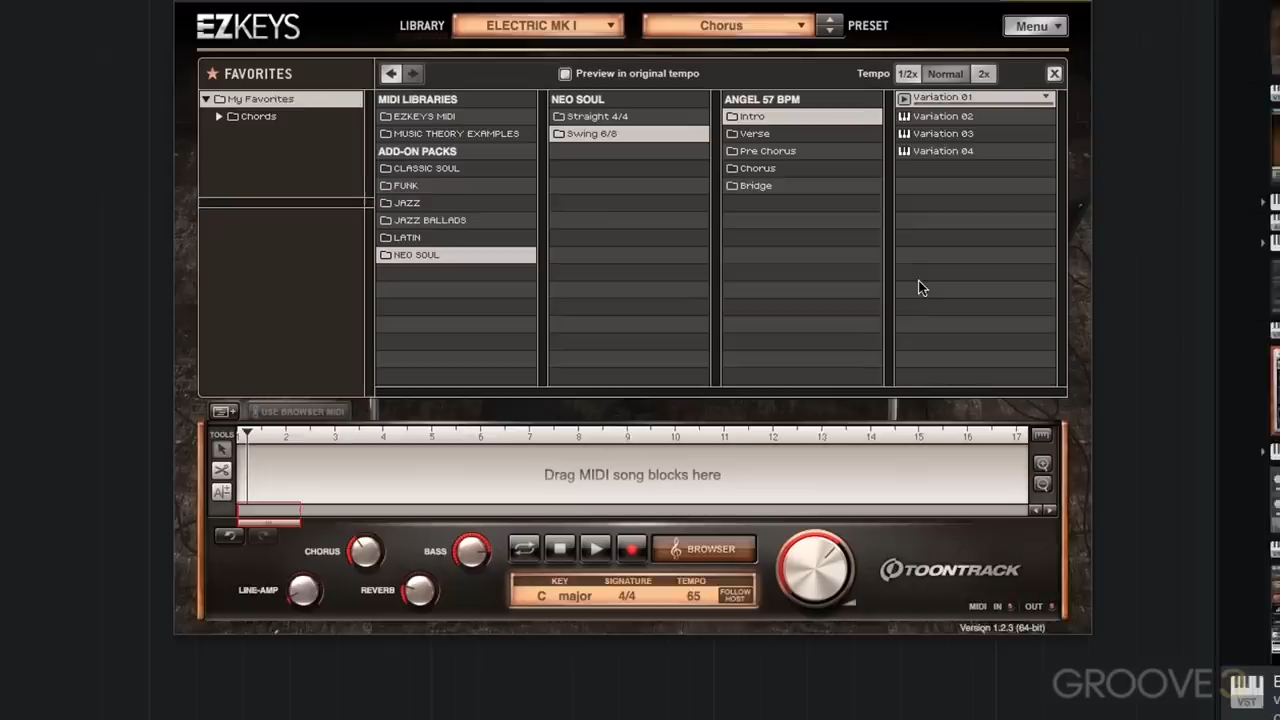 EZKEYS LIBRARY ELECTRIC MK I Chorus PRESET Menu
FAVORITES Preview in original tempo Tempo 1/2x Normal 2x
My Favorites MIDI LIBRARIES NEO SOUL ANGEL 57 BPM Variation 01
Chords EZKEYS MIDI Straight 4/4 Intro Variation 02
MUSIC THEORY EXAMPLES Swing 6/8 Verse Variation 03
ADD-ON PACKS Pre Chorus Variation 04
CLASSIC SOUL Chorus
FUNK Bridge
JAZZ
JAZZ BALLADS
LATIN
NEO SOUL
USE BROWSER MIDI
TOOLS 2 3 4 5 6 7 8 9 10 11 12 13 14 15 16 17
Drag MIDI song blocks here
CHORUS BASS BROWSER
LINE-AMP REVERB KEY SIGNATURE TEMPO TOONTRACK
C major 4/4 65 FOLLOW HOST
MIDI IN OUT
Version 1.2.3 (64-bit)
GROOVE3
VST